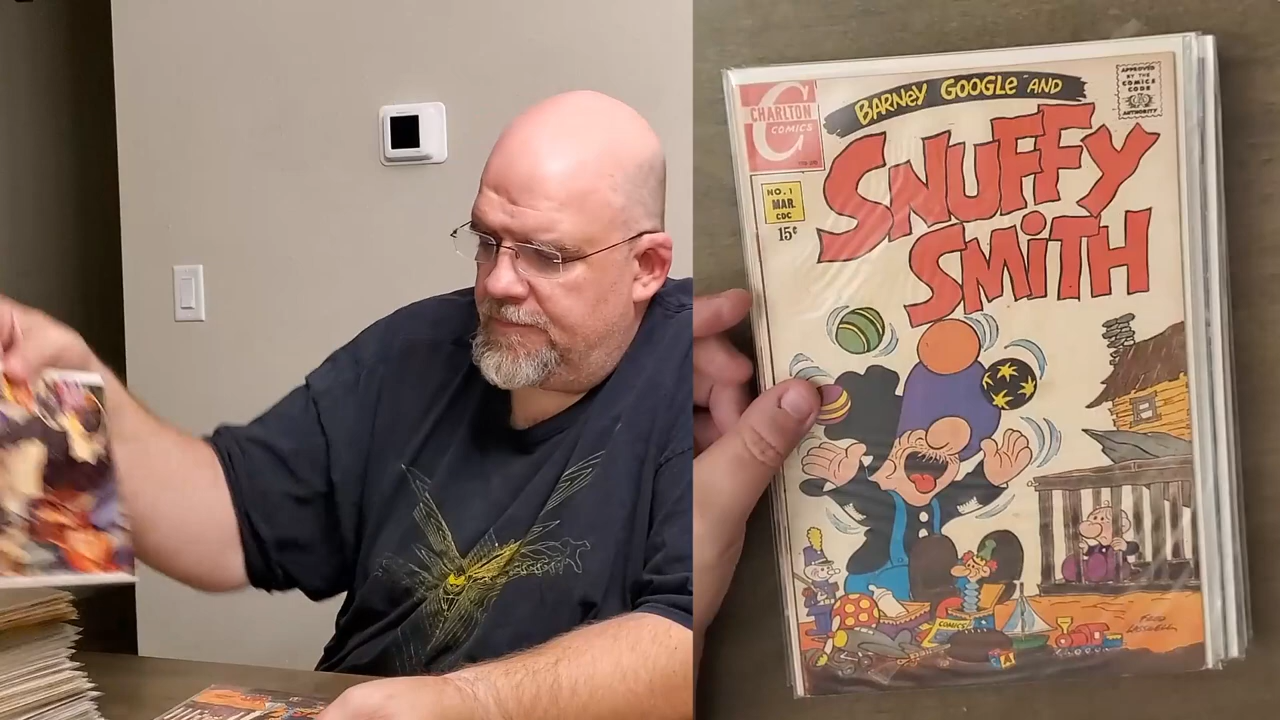 BARNEY GOOGLE AND
SNUFFY
SMiTH
CHARLTON
COMICS
APPROVED
BY THE
COMICS
CODE
AUTHORITY
NO. 1
MAR.
CDC
15¢
COMICS
FRED
LASSWELL